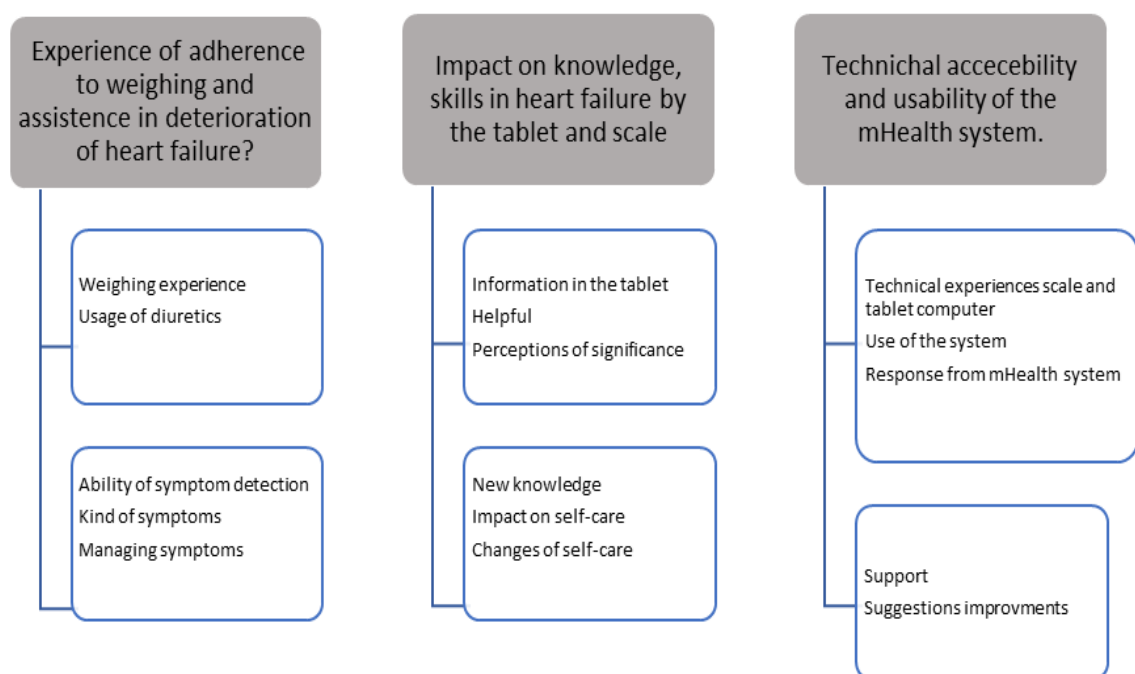 Experience of adherence
to weighing and
assistence in deterioration
of heart failure?
Weighing experience
Usage of diuretics
Ability of symptom detection
Kind of symptoms
Managing symptoms
Impact on knowledge,
skills in heart failure by
the tablet and scale
Information in the tablet
Helpful
Perceptions of significance
New knowledge
Impact on self-care
Changes of self-care
Technichal accecebility
and usability of the
mHealth system.
Technical experiences scale and
tablet computer
Use of the system
Response from mHealth system
Support
Suggestions improvments